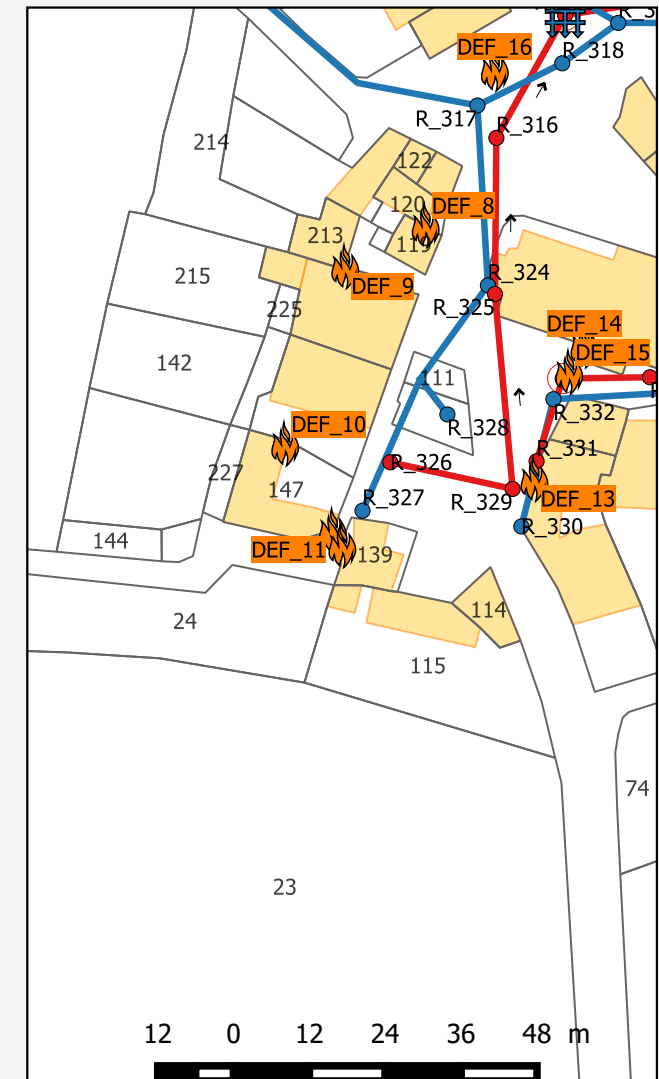 R_3
DEF_16
R_318
R_317
R_316
214
122
120
DEF_8
213
119
R_324
DEF_9
215
225
R_325
DEF_14
142
DEF_15
111
R
R_332
R_328
DEF_10
R_331
R_326
227
147
R_329
DEF_13
R_327
R_330
144
DEF_11
139
24
114
115
74
23
12 0 12 24 36 48 m